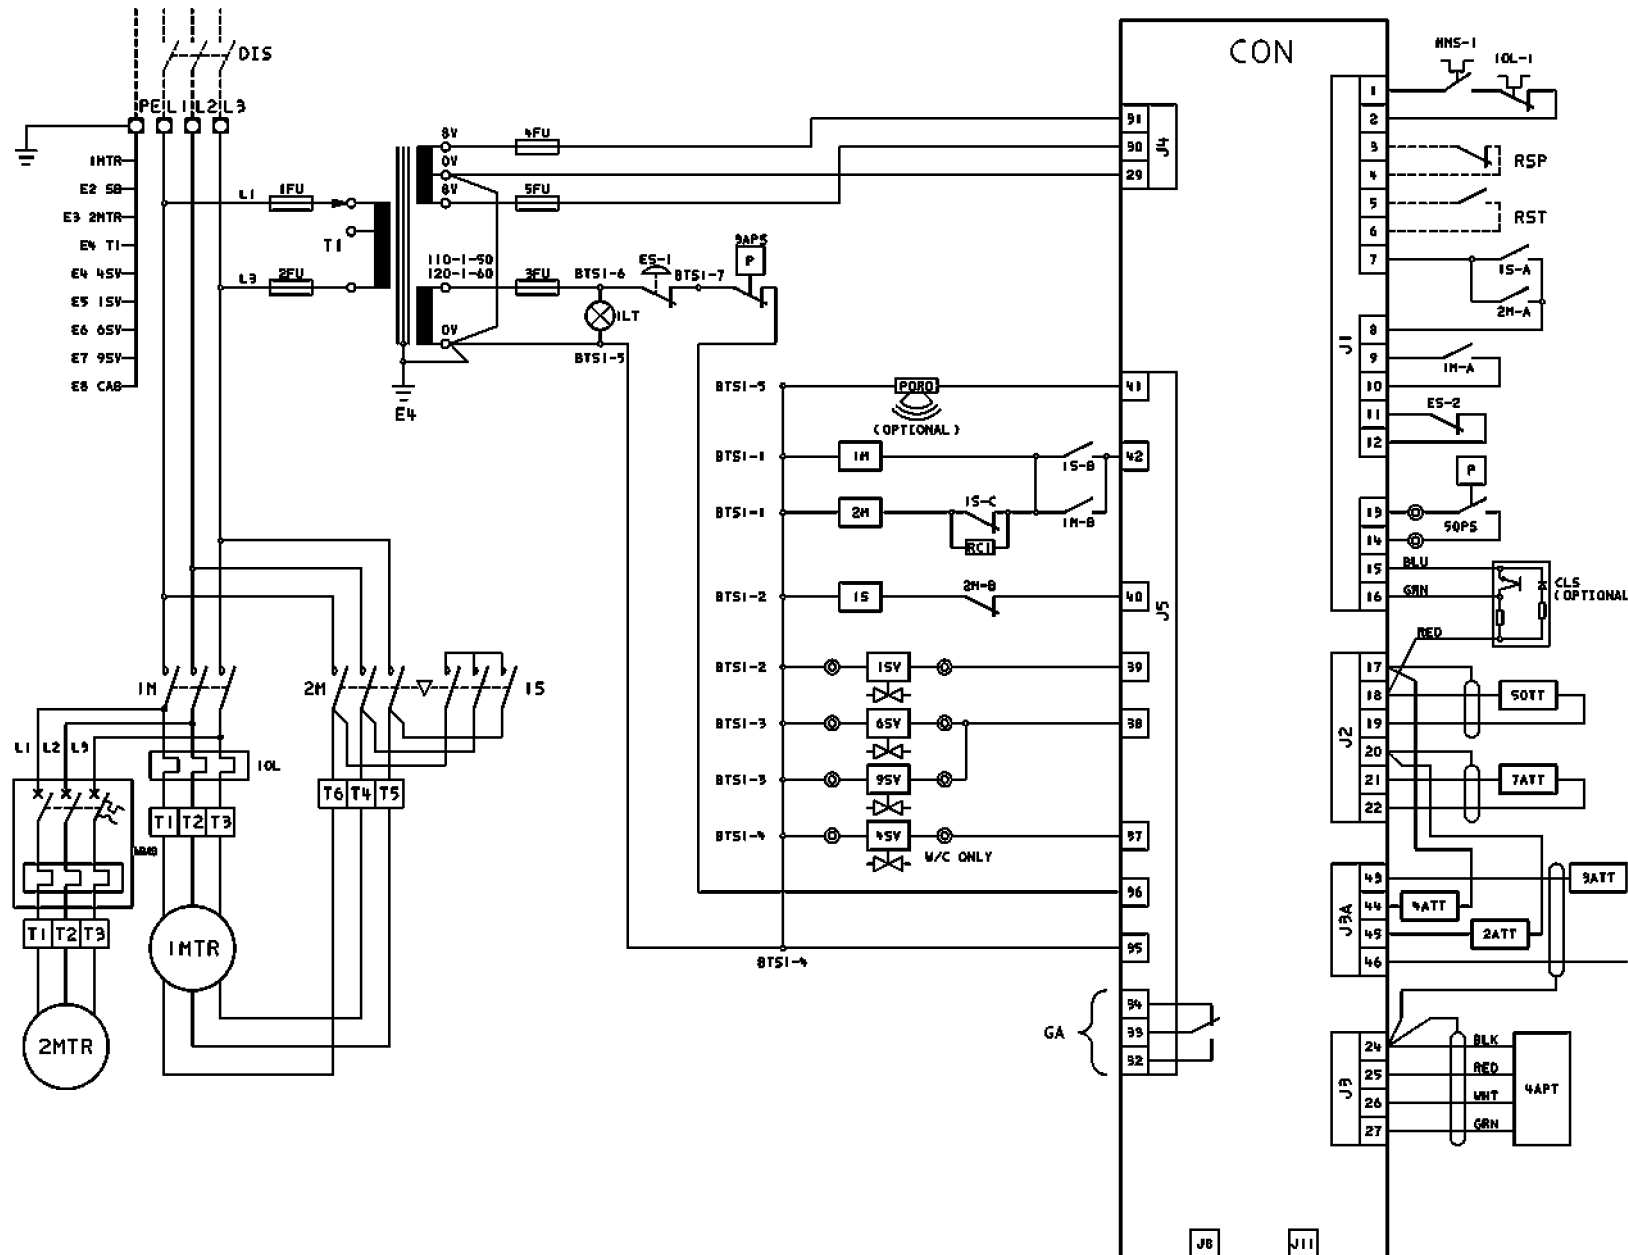 CON
DIS
PE L1 L2 L3
1MTR
E2 SB
E3 2MTR
E4 T1
E4 4SV
E5 1SV
E6 6SV
E7 9SV
E8 CAB
L1
1FU
T1
L3
2FU
8V
0V
8V
4FU
5FU
110-1-50
120-1-60
0V
3FU
BTS1-6
1LT
BTS1-5
ES-1
BTS1-7
9APS
P
E4
31
30
29
J4
BTS1-5
PORO
(OPTIONAL)
41
BTS1-1
1M
1S-B
42
BTS1-1
2M
1S-C
RC1
1M-B
BTS1-2
1S
2M-B
40
J5
BTS1-2
1SV
39
BTS1-3
6SV
38
BTS1-3
9SV
BTS1-4
4SV
W/C ONLY
37
36
35
BTS1-4
GA
34
33
32
1M
2M
1S
L1 L2 L3
1OL
T6 T4 T5
T1 T2 T3
T1 T2 T3
1MTR
2MTR
J1
1
2
3
4
5
6
7
8
9
10
11
12
13
14
15
16
MMS-1
1OL-1
RSP
RST
1S-A
2M-A
1M-A
ES-2
P
50PS
BLU
GRN
RED
CLS
(OPTIONAL
J2
17
18
19
20
21
22
50TT
7ATT
J3A
43
44
45
46
3ATT
4ATT
2ATT
J3
24
25
26
27
BLK
RED
WHT
GRN
4APT
J8
J11